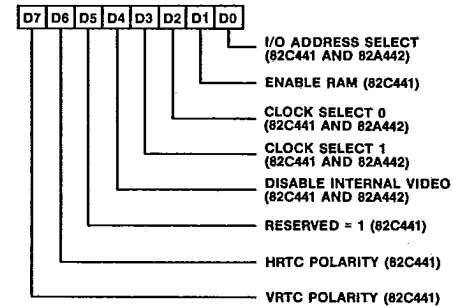 D7 D6 D5 D4 D3 D2 D1 D0
I/O ADDRESS SELECT
(82C441 AND 82A442)
ENABLE RAM (82C441)
CLOCK SELECT 0
(82C441 AND 82A442)
CLOCK SELECT 1
(82C441 AND 82A442)
DISABLE INTERNAL VIDEO
(82C441 AND 82A442)
RESERVED = 1 (82C441)
HRTC POLARITY (82C441)
VRTC POLARITY (82C441)